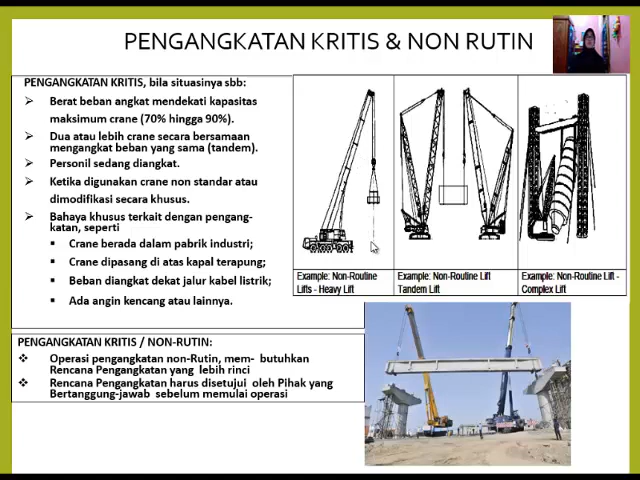 PENGANGKATAN KRITIS & NON RUTIN
PENGANGKATAN KRITIS, bila situasinya sbb:
Berat beban angkat mendekati kapasitas
maksimum crane (70% hingga 90%).
Dua atau lebih crane secara bersamaan
mengangkat beban yang sama (tandem).
Personil sedang diangkat.
Ketika digunakan crane non standar atau
dimodifikasi secara khusus.
Bahaya khusus terkait dengan pengang-
katan, seperti
Crane berada dalam pabrik industri;
Crane dipasang di atas kapal terapung;
Beban diangkat dekat jalur kabel listrik;
Ada angin kencang atau lainnya.
Example: Non-Routine
Lifts - Heavy Lift
Example: Non-Routine Lift
Tandem Lift
Example: Non-Routine Lift -
Complex Lift
PENGANGKATAN KRITIS / NON-RUTIN:
Operasi pengangkatan non-Rutin, mem- butuhkan
Rencana Pengangkatan yang lebih rinci
Rencana Pengangkatan harus disetujui oleh Pihak yang
Bertanggung-jawab sebelum memulai operasi